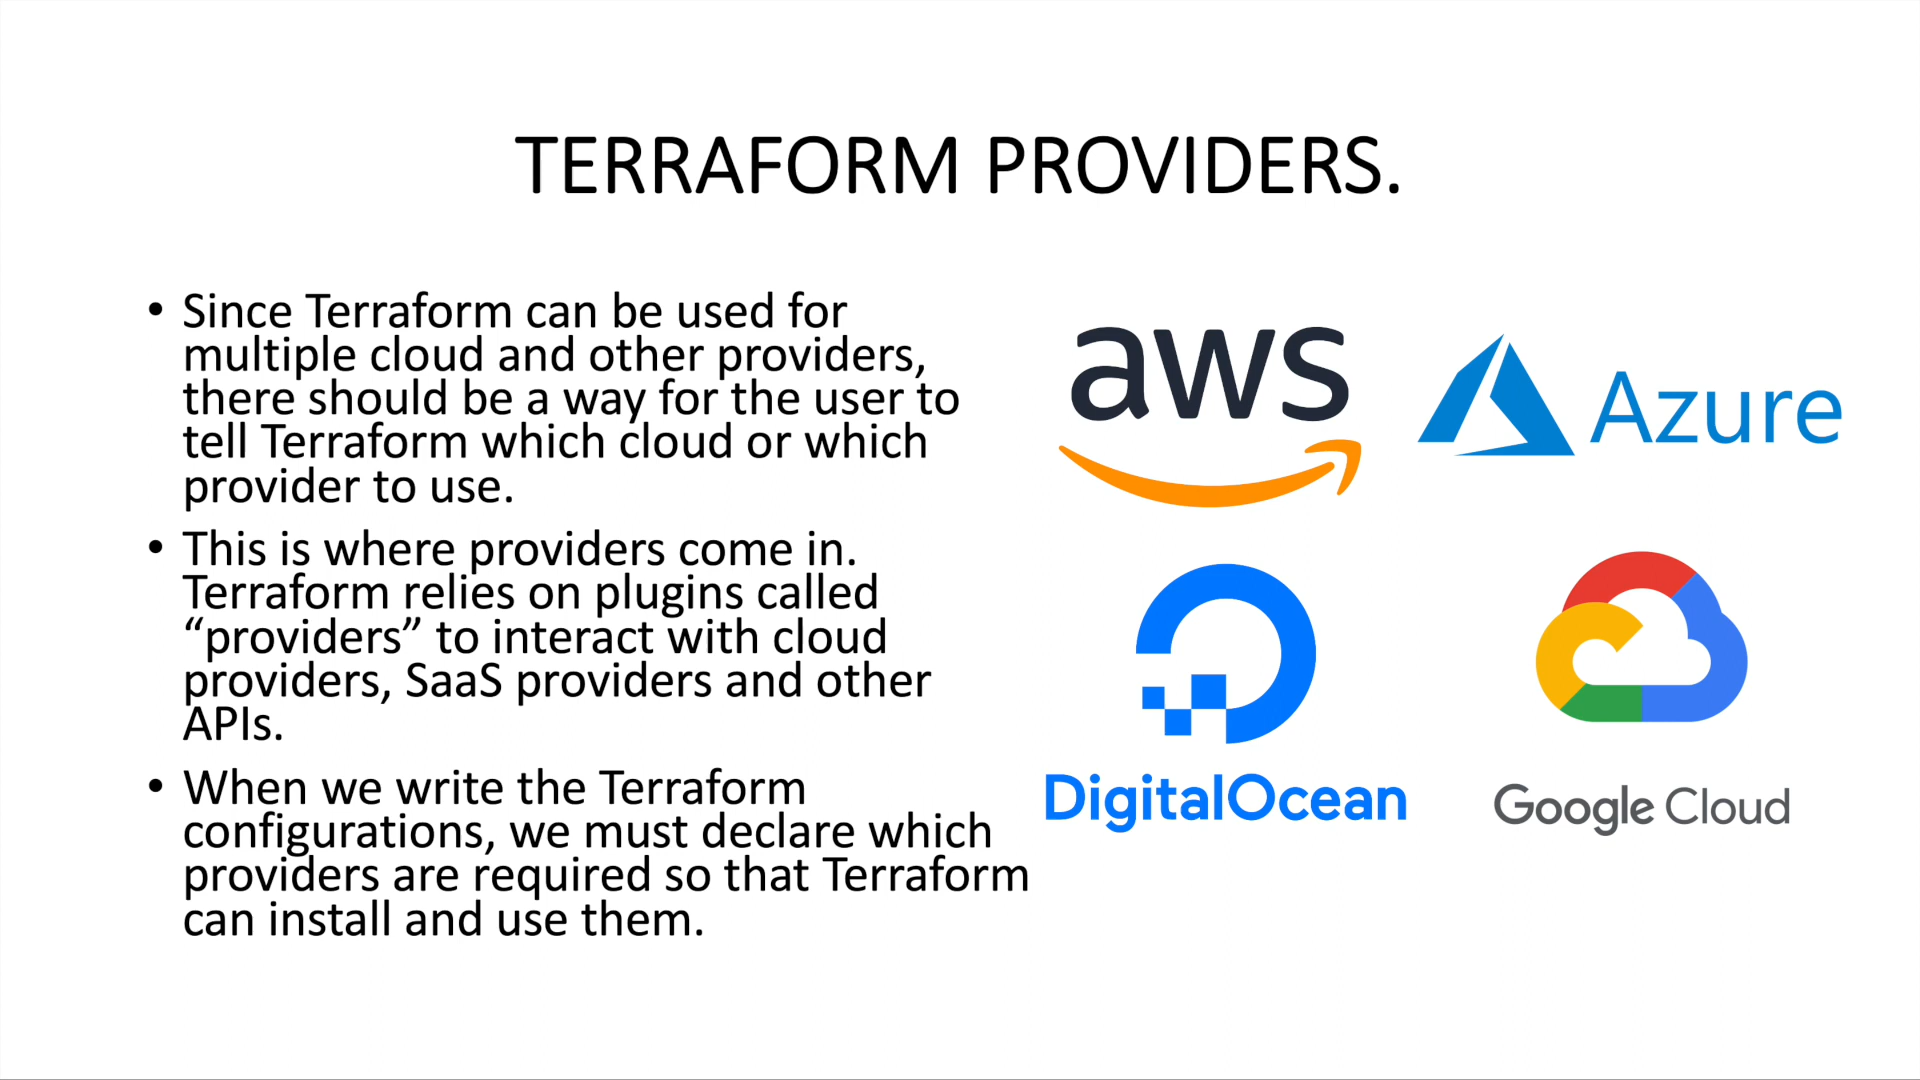 TERRAFORM PROVIDERS.
• Since Terraform can be used for
multiple cloud and other providers,
there should be a way for the user to
tell Terraform which cloud or which
provider to use.
• This is where providers come in.
Terraform relies on plugins called
“providers” to interact with cloud
providers, SaaS providers and other
APIs.
• When we write the Terraform
configurations, we must declare which
providers are required so that Terraform
can install and use them.
aws
Azure
DigitalOcean
Google Cloud